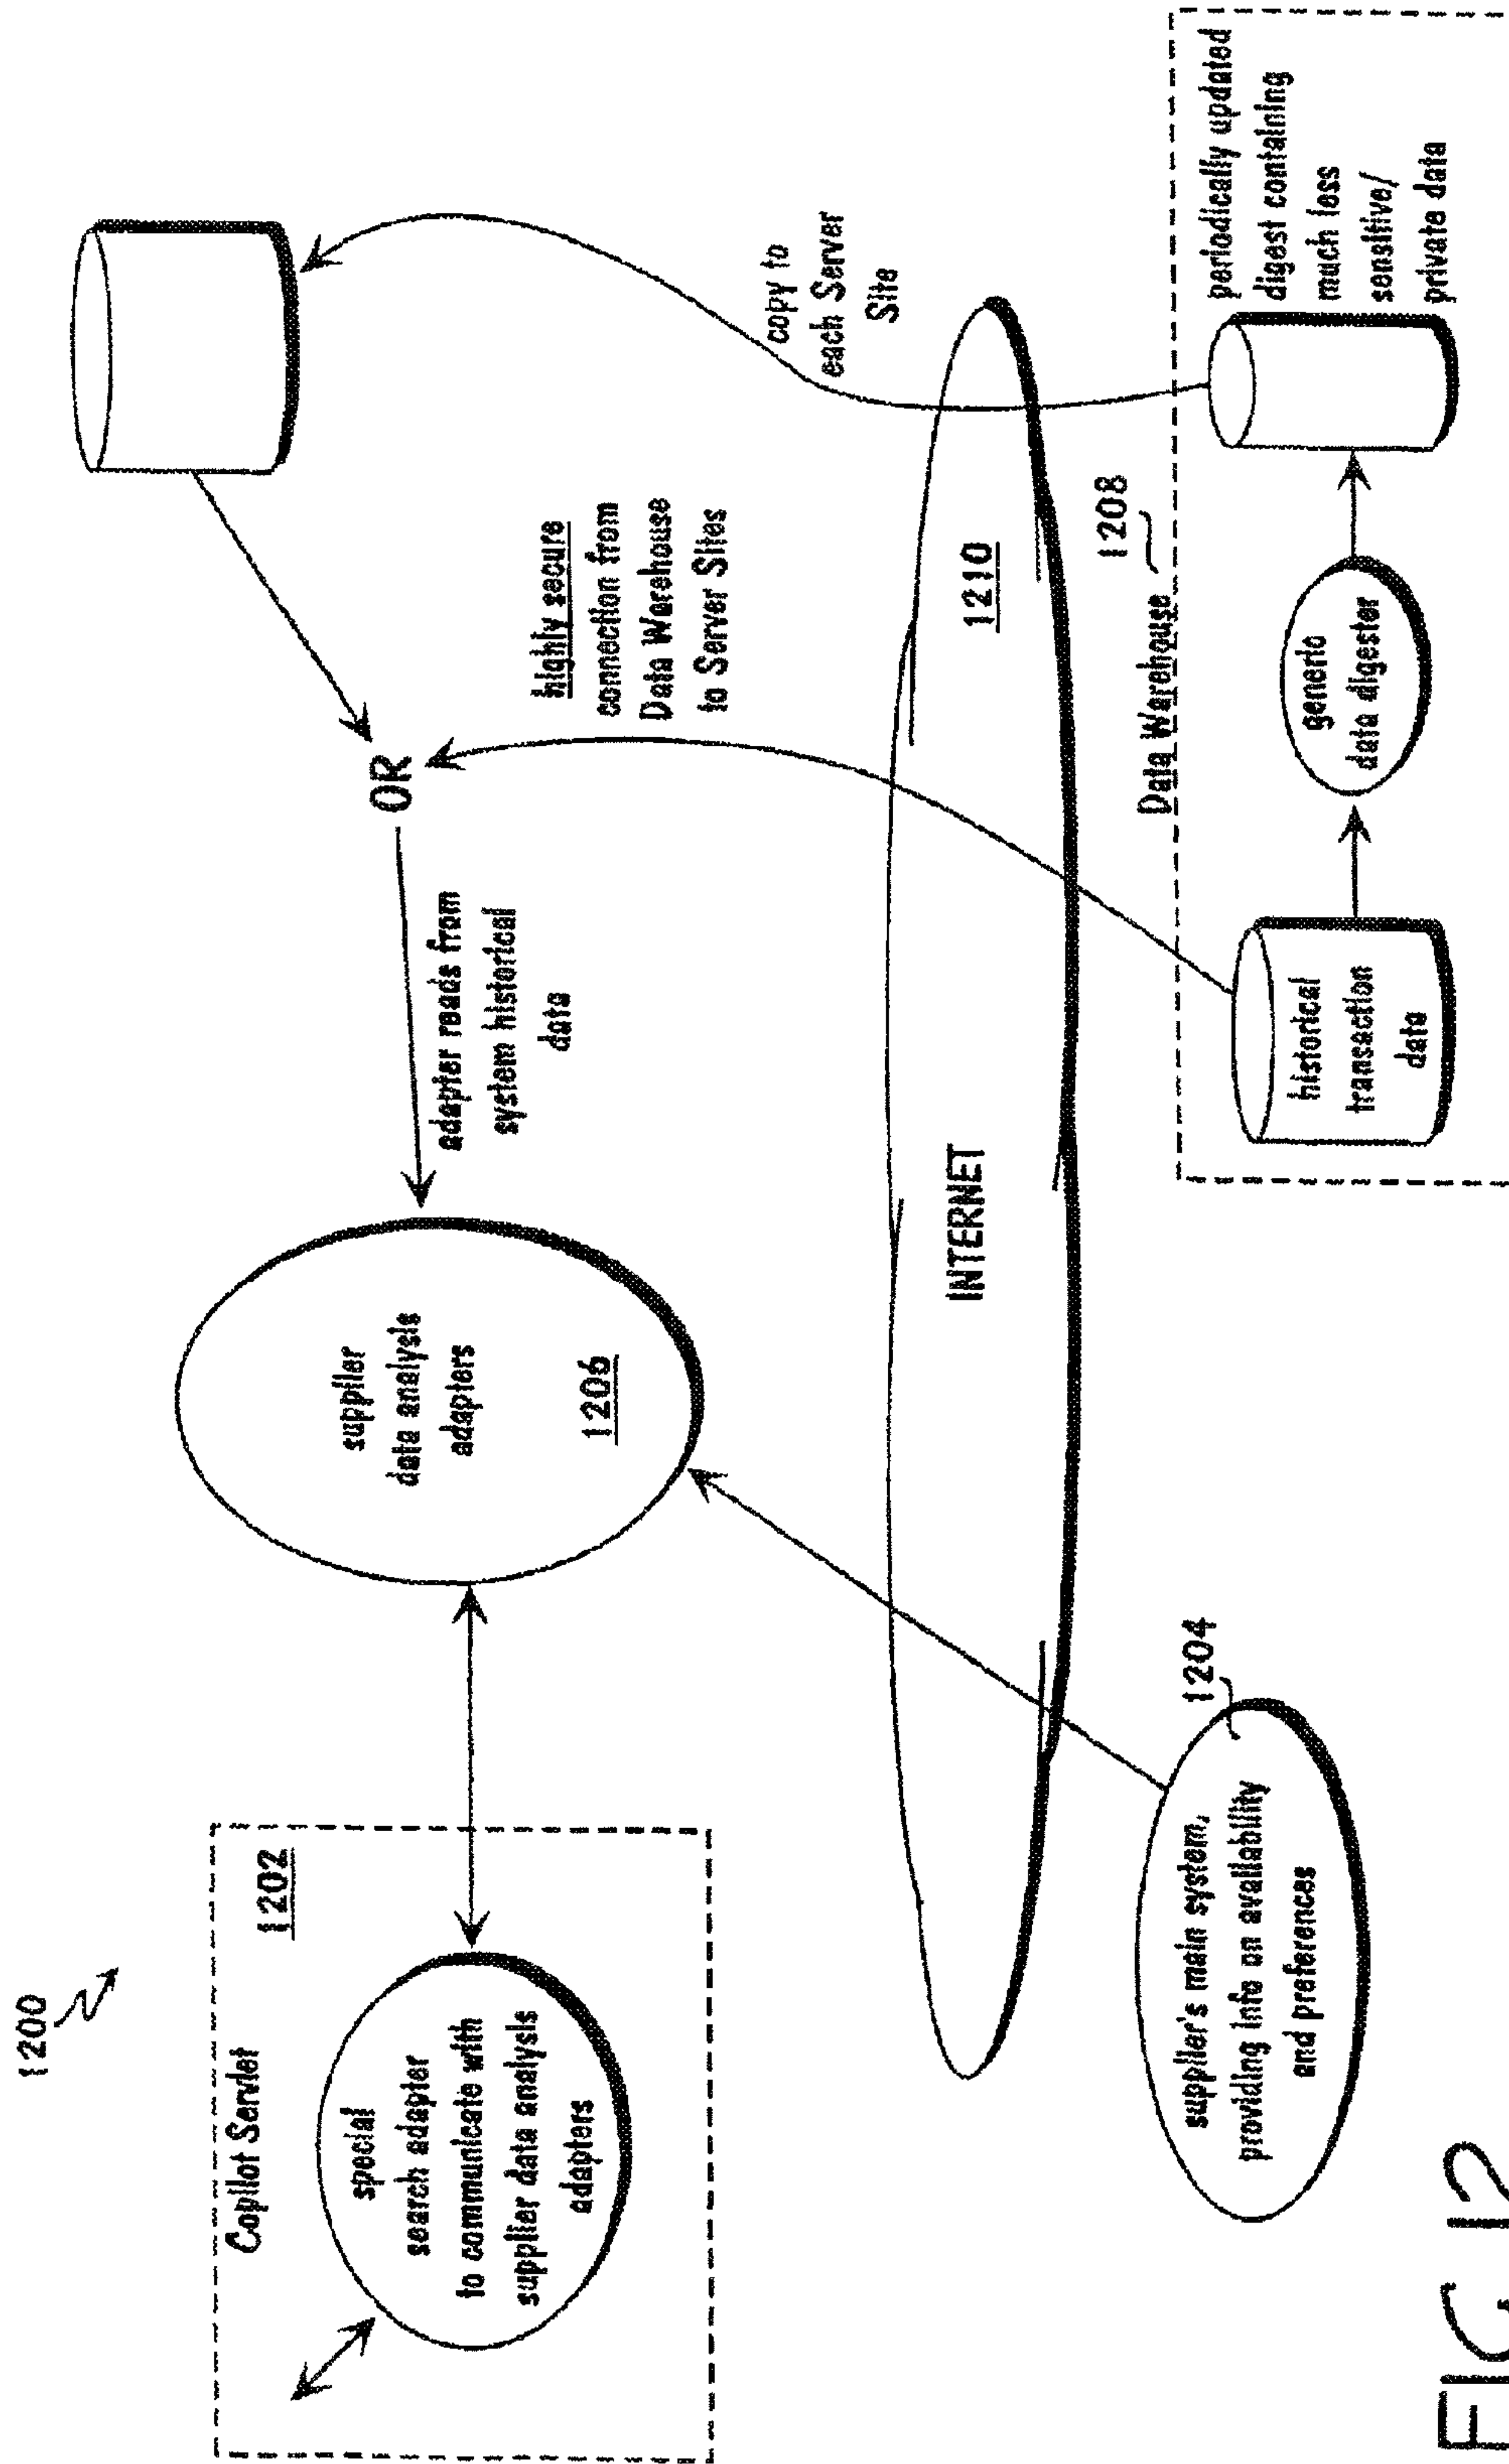 1200
Copilot Servlet
1202
special
search adapter
to communicate with
supplier data analysis
adapters
supplier
data analysis
adapters
1206
adapter reads from
system historical
data
OR
highly secure
connection from
Data Warehouse
to Server Sites
copy to
each Server
Site
INTERNET
1210
1204
supplier's main system,
providing info on availability
and preferences
Data Warehouse
1208
historical
transaction
data
generic
data digester
periodically updated
digest containing
much less
sensitive/
private data
FIG. 12